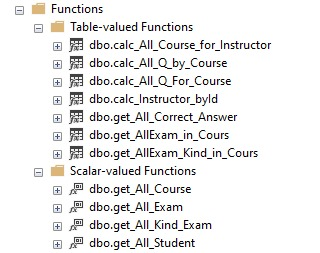 Functions
Table-valued Functions
dbo.calc_All_Course_for_Instructor
dbo.calc_All_Q_by_Course
dbo.calc_All_Q_For_Course
dbo.calc_Instructor_byId
dbo.get_All_Correct_Answer
dbo.get_AllExam_in_Cours
dbo.get_AllExam_Kind_in_Cours
Scalar-valued Functions
dbo.get_All_Course
dbo.get_All_Exam
dbo.get_All_Kind_Exam
dbo.get_All_Student